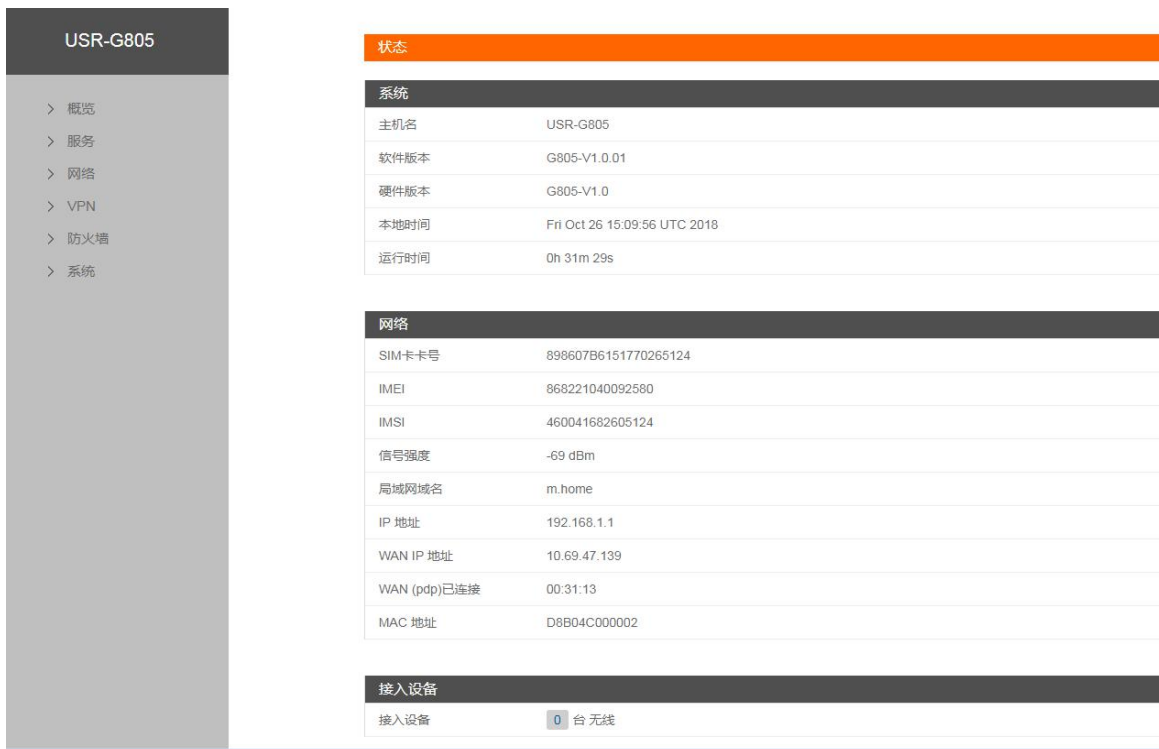 USR-G805
概览
服务
网络
VPN
防火墙
系统
状态
系统
主机名 USR-G805
软件版本 G805-V1.0.01
硬件版本 G805-V1.0
本地时间 Fri Oct 26 15:09:56 UTC 2018
运行时间 0h 31m 29s
网络
SIM卡卡号 898607B6151770265124
IMEI 868221040092580
IMSI 460041682605124
信号强度 -69 dBm
局域网域名 m.home
IP 地址 192.168.1.1
WAN IP 地址 10.69.47.139
WAN (pdp)已连接 00:31:13
MAC 地址 D8B04C000002
接入设备
接入设备 0 台 无线